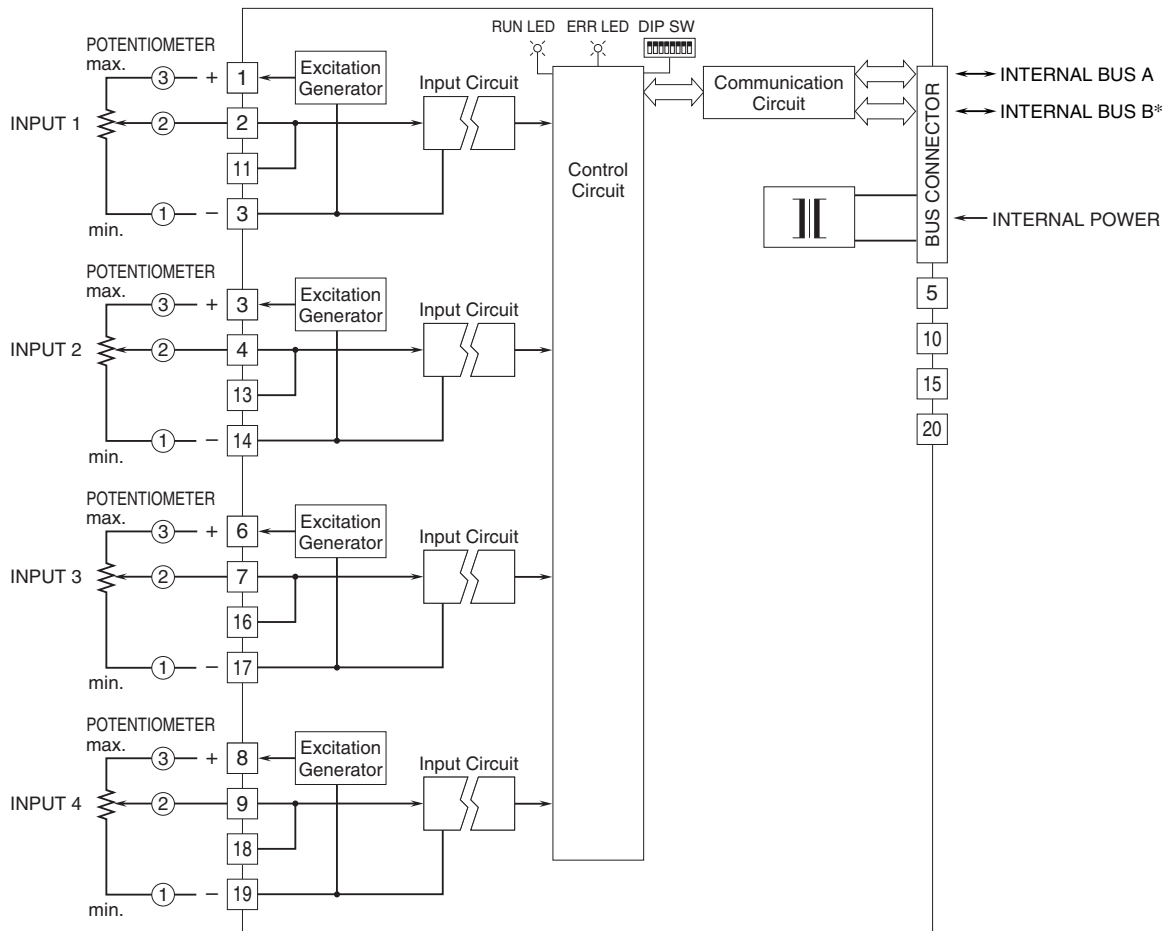 RUN LED ERR LED DIP SW
POTENTIOMETER
max.
3 + 1
Excitation
Generator
Input Circuit
INPUT 1
2 2
11
1 − 3
min.
Control
Circuit
Communication
Circuit
BUS CONNECTOR
INTERNAL BUS A
INTERNAL BUS B*
INTERNAL POWER
5
10
15
20
POTENTIOMETER
max.
3 + 3
Excitation
Generator
Input Circuit
INPUT 2
2 4
13
1 − 14
min.
POTENTIOMETER
max.
3 + 6
Excitation
Generator
Input Circuit
INPUT 3
2 7
16
1 − 17
min.
POTENTIOMETER
max.
3 + 8
Excitation
Generator
Input Circuit
INPUT 4
2 9
18
1 − 19
min.